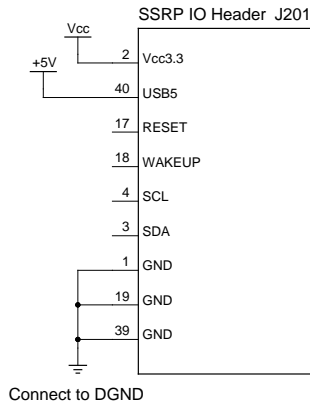 SSRP IO Header J201
Vcc
2 Vcc3.3
+5V
40 USB5
17 RESET
18 WAKEUP
4 SCL
3 SDA
1 GND
19 GND
39 GND
Connect to DGND